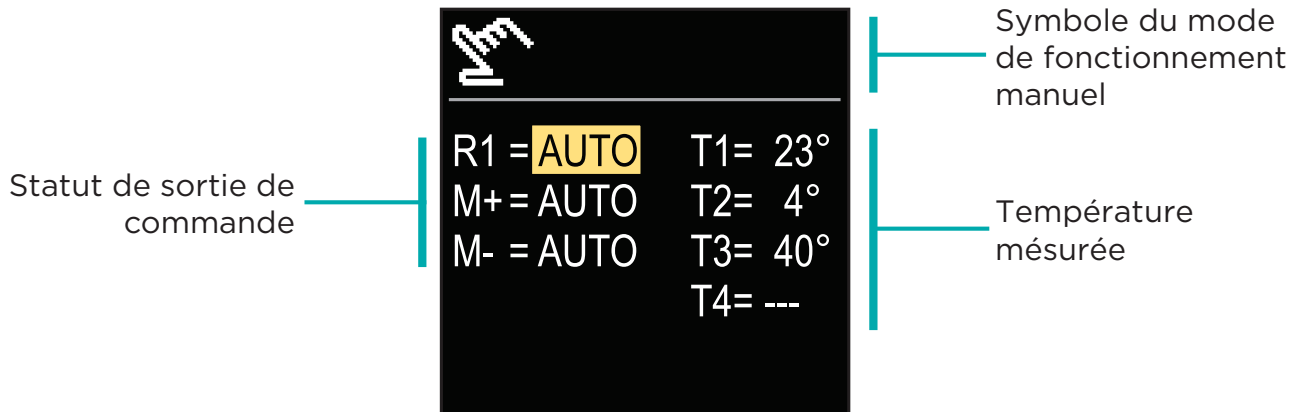 Symbole du mode
de fonctionnement
manuel
Statut de sortie de
commande
R1 = AUTO T1= 23°
M+ = AUTO T2= 4°
M- = AUTO T3= 40°
T4= ---
Température
mésurée